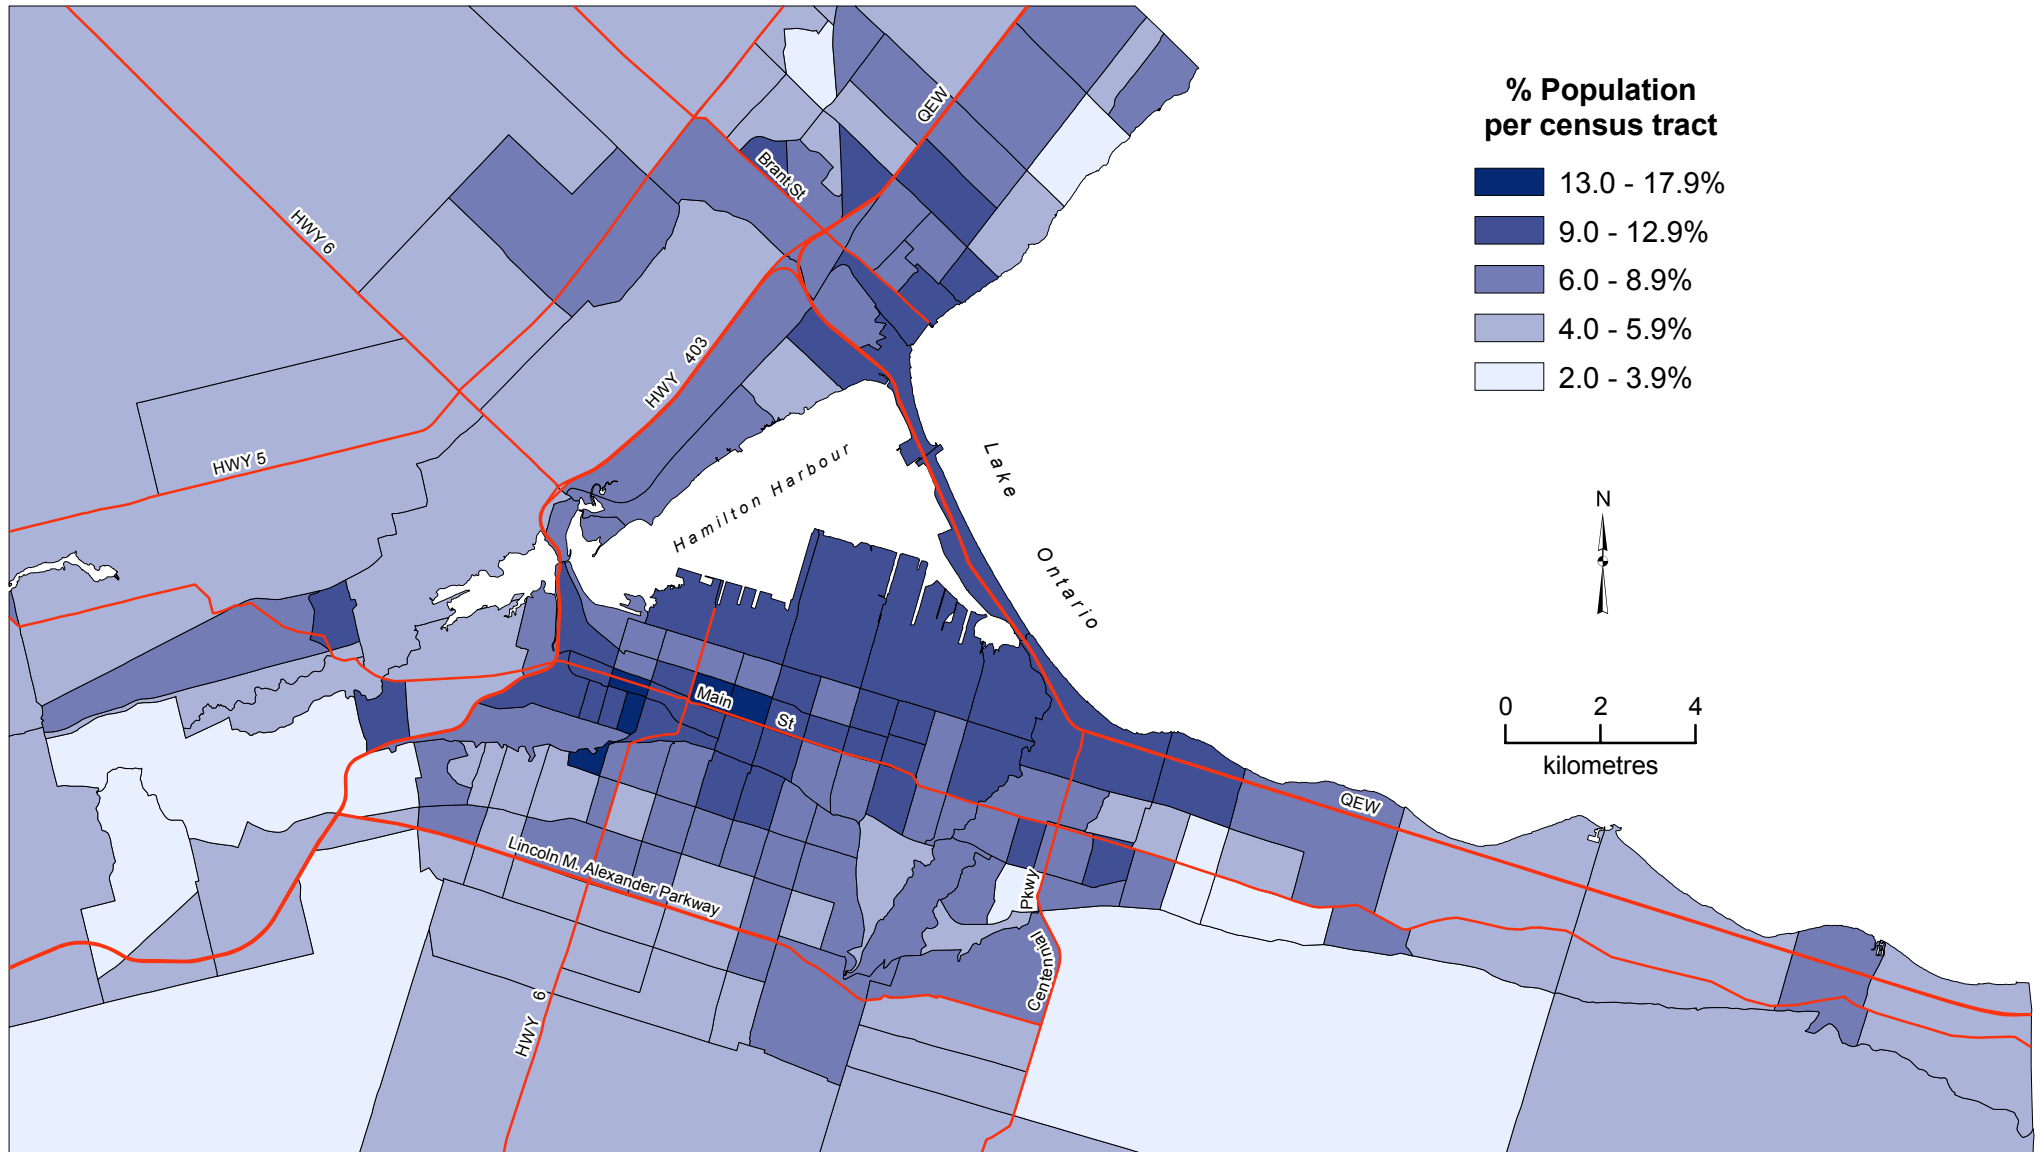 % Population
per census tract
13.0 - 17.9%
9.0 - 12.9%
6.0 - 8.9%
4.0 - 5.9%
2.0 - 3.9%
QEW
Brant St
HWY 6
HWY 403
HWY 5
Hamilton Harbour
Lake
Ontario
N
0 2 4
kilometres
Main St
QEW
Lincoln M. Alexander Parkway
Centennial Pkwy
HWY 6